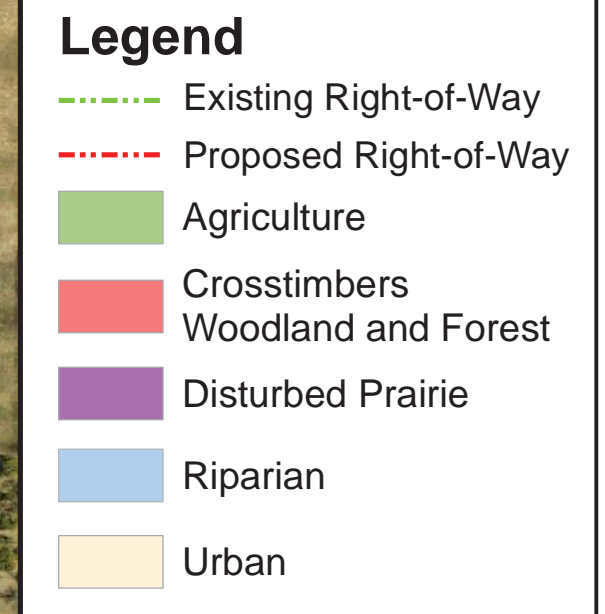 Legend
Existing Right-of-Way
Proposed Right-of-Way
Agriculture
Crosstimbers
Woodland and Forest
Disturbed Prairie
Riparian
Urban